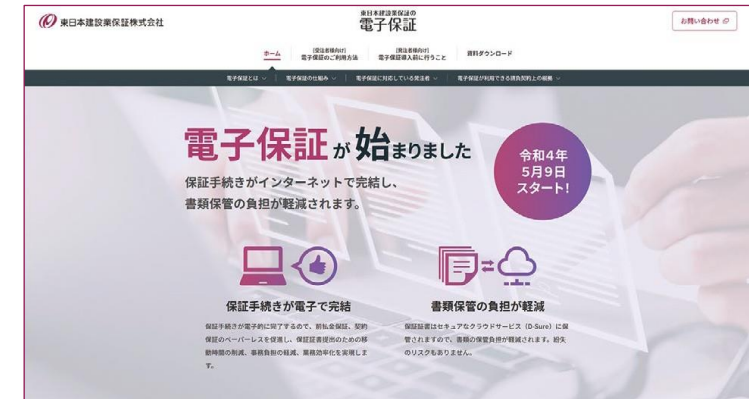 東日本建設業保証株式会社
東日本建設業保証の
電子保証
お問い合わせ
ホーム
[受注者様向け]
電子保証のご利用方法
[発注者様向け]
電子保証導入前に行うこと
資料ダウンロード
電子保証とは
電子保証の仕組み
電子保証に対応している発注者
電子保証が利用できる請負契約上の根拠
電子保証が始まりました
保証手続きがインターネットで完結し、
書類保管の負担が軽減されます。
令和4年
5月9日
スタート!
保証手続きが電子で完結
保証手続きが電子的に完了するので、前払金保証、契約
保証のペーパーレスを促進し、保証証書提出のための移
動時間の削減、事務負担の軽減、業務効率化を実現しま
す。
書類保管の負担が軽減
保証証書はセキュアなクラウドサービス(D-Sure)に保
管されますので、書類の保管負担が軽減されます。紛失
のリスクもありません。